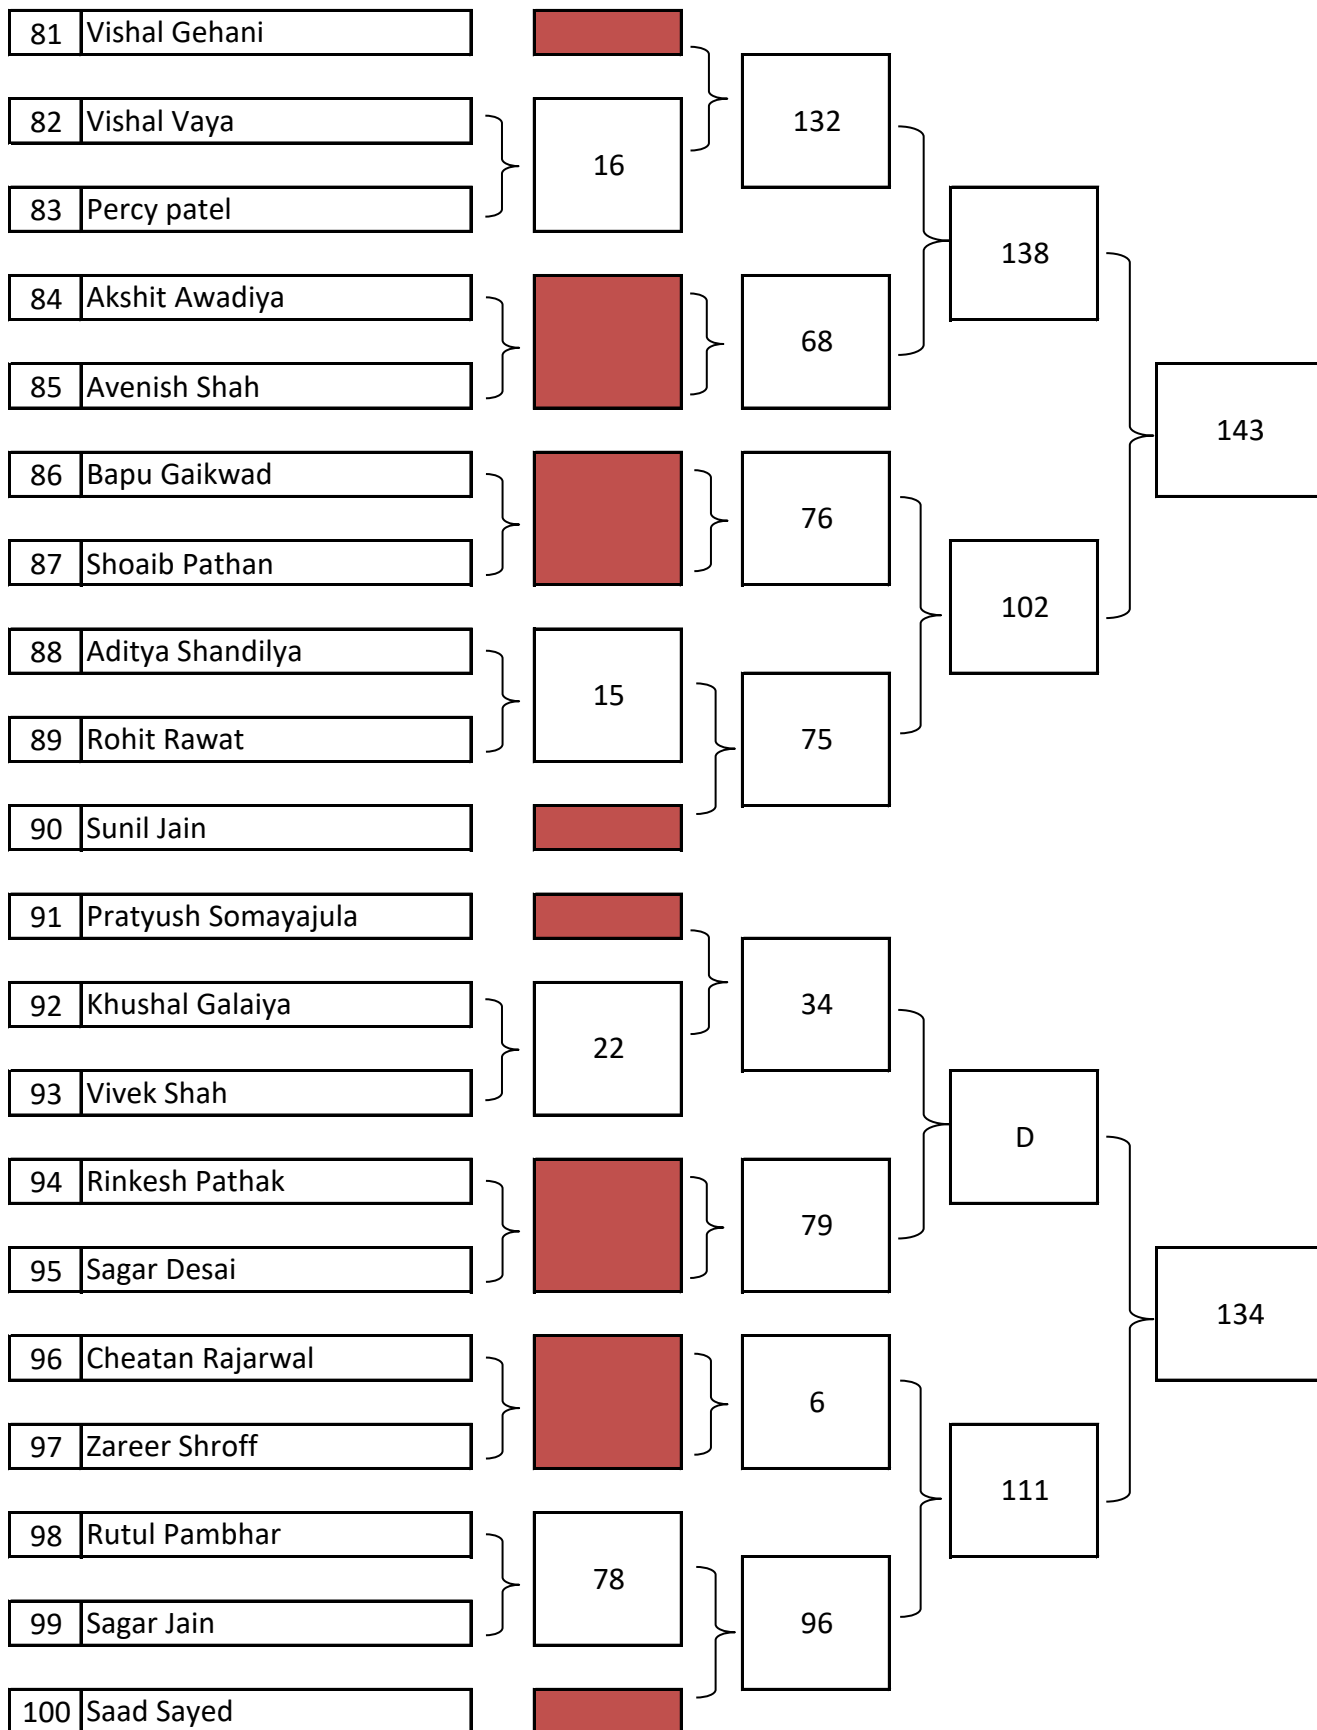 81 Vishal Gehani
132
82 Vishal Vaya
16
83 Percy patel
138
84 Akshit Awadiya
68
85 Avenish Shah
143
86 Bapu Gaikwad
76
87 Shoaib Pathan
102
88 Aditya Shandilya
15
89 Rohit Rawat
75
90 Sunil Jain
91 Pratyush Somayajula
92 Khushal Galaiya
34
22
93 Vivek Shah
D
94 Rinkesh Pathak
79
95 Sagar Desai
134
96 Cheatan Rajarwal
6
97 Zareer Shroff
111
98 Rutul Pambhar
78
99 Sagar Jain
96
100 Saad Sayed